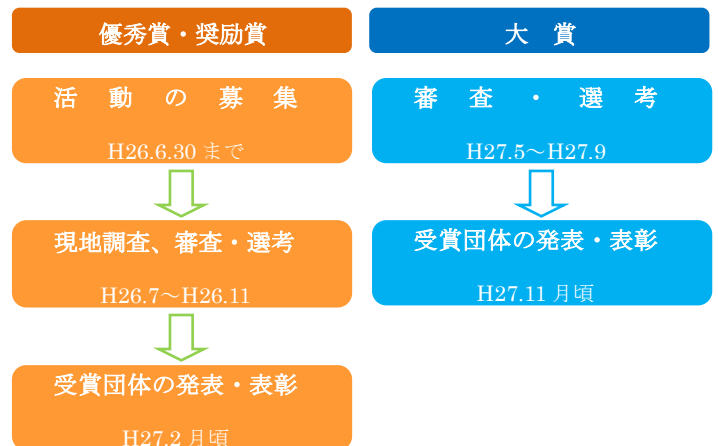 優秀賞・奨励賞
活動の募集
H26.6.30 まで
現地調査、審査・選考
H26.7～H26.11
受賞団体の発表・表彰
H27.2 月頃
大賞
審査・選考
H27.5～H27.9
受賞団体の発表・表彰
H27.11 月頃